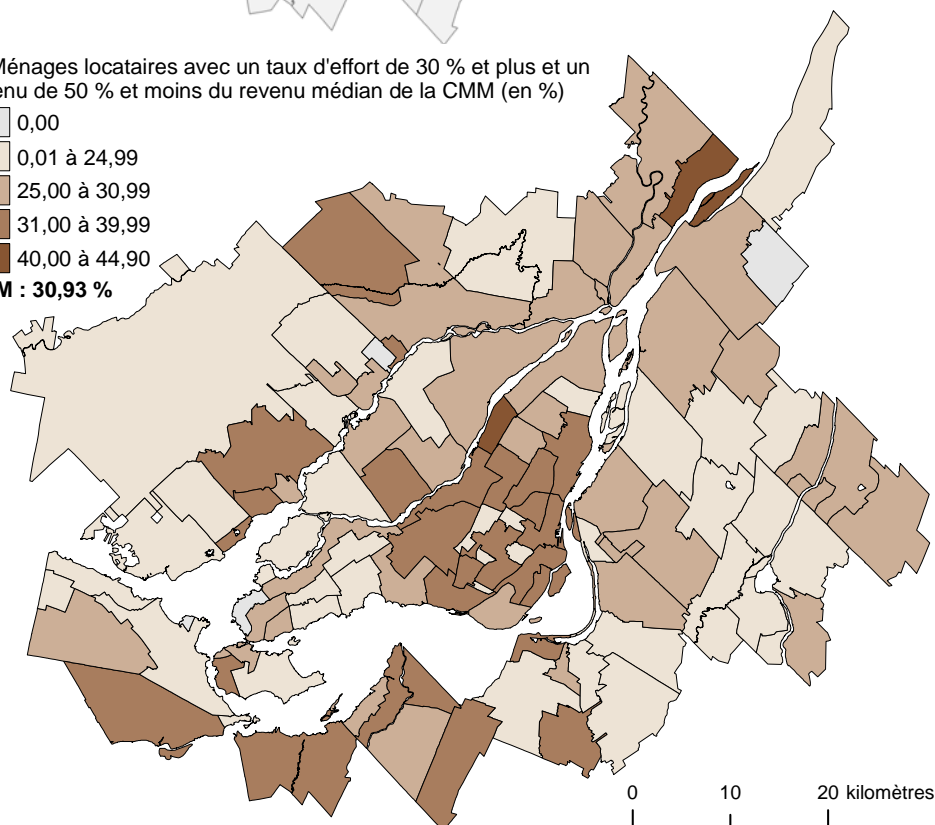 Ménages locataires avec un taux d'effort de 30 % et plus et un
enu de 50 % et moins du revenu médian de la CMM (en %)
0,00
0,01 à 24,99
25,00 à 30,99
31,00 à 39,99
40,00 à 44,90
M : 30,93 %
0 10 20 kilomètres